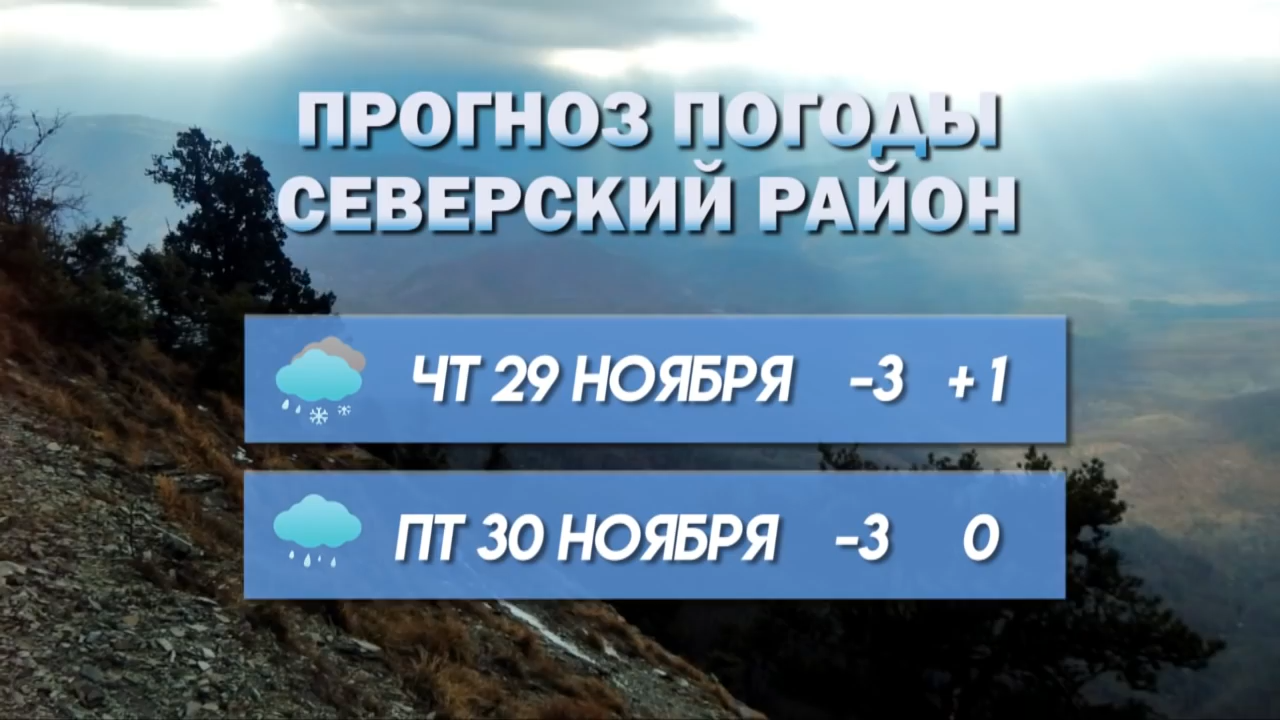 ПРОГНОЗ ПОГОДЫ
СЕВЕРСКИЙ РАЙОН
ЧТ 29 НОЯБРЯ -3 +1
ПТ 30 НОЯБРЯ -3 0